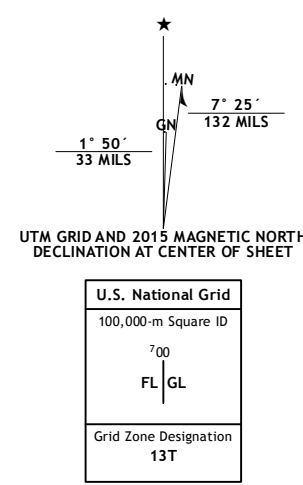 ★
MN
GN
7° 25´
132 MILS
1° 50´
33 MILS
UTM GRID AND 2015 MAGNETIC NORTH
DECLINATION AT CENTER OF SHEET
U.S. National Grid
100,000-m Square ID
⁷00
FL GL
Grid Zone Designation
13T